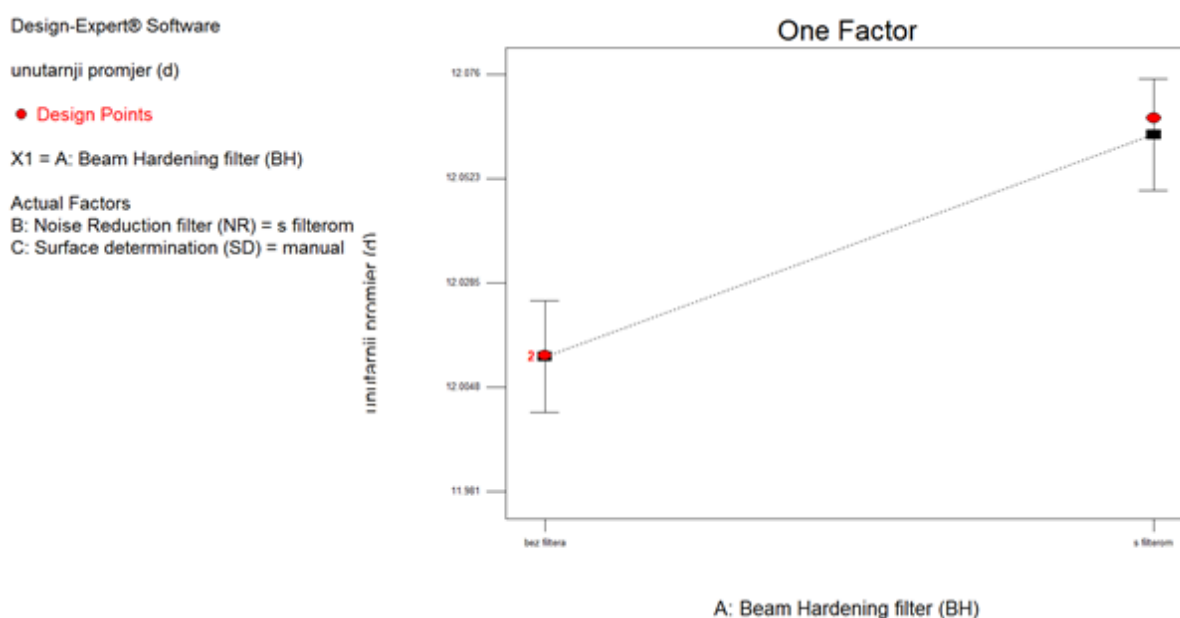 Design-Expert® Software
unutarnji promjer (d)
Design Points
X1 = A: Beam Hardening filter (BH)
Actual Factors
B: Noise Reduction filter (NR) = s filterom
C: Surface determination (SD) = manual
One Factor
unutarnji promjer (d)
12.076
12.0523
12.0285
12.0048
11.981
2
bez filtera
s filterom
A: Beam Hardening filter (BH)